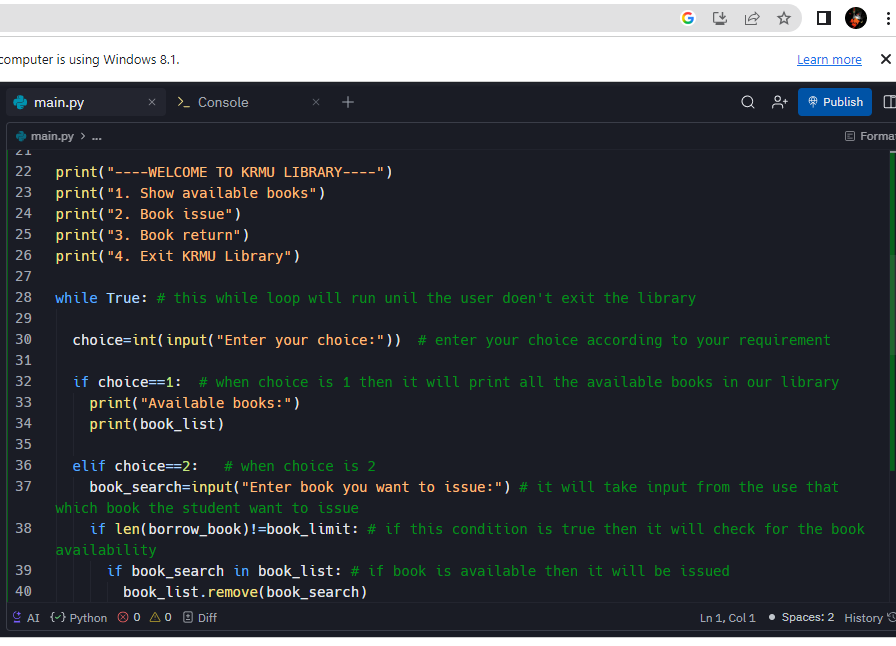 computer is using Windows 8.1.
Learn more
main.py
Console
Publish
main.py > ...
Format
21
22 print("----WELCOME TO KRMU LIBRARY----")
23 print("1. Show available books")
24 print("2. Book issue")
25 print("3. Book return")
26 print("4. Exit KRMU Library")
27
28 while True: # this while loop will run unil the user doen't exit the library
29
30 choice=int(input("Enter your choice:")) # enter your choice according to your requirement
31
32 if choice==1: # when choice is 1 then it will print all the available books in our library
33 print("Available books:")
34 print(book_list)
35
36 elif choice==2: # when choice is 2
37 book_search=input("Enter book you want to issue:") # it will take input from the use that
which book the student want to issue
38 if len(borrow_book)!=book_limit: # if this condition is true then it will check for the book
availability
39 if book_search in book_list: # if book is available then it will be issued
40 book_list.remove(book_search)
AI Python 0 0 Diff Ln 1, Col 1 Spaces: 2 History